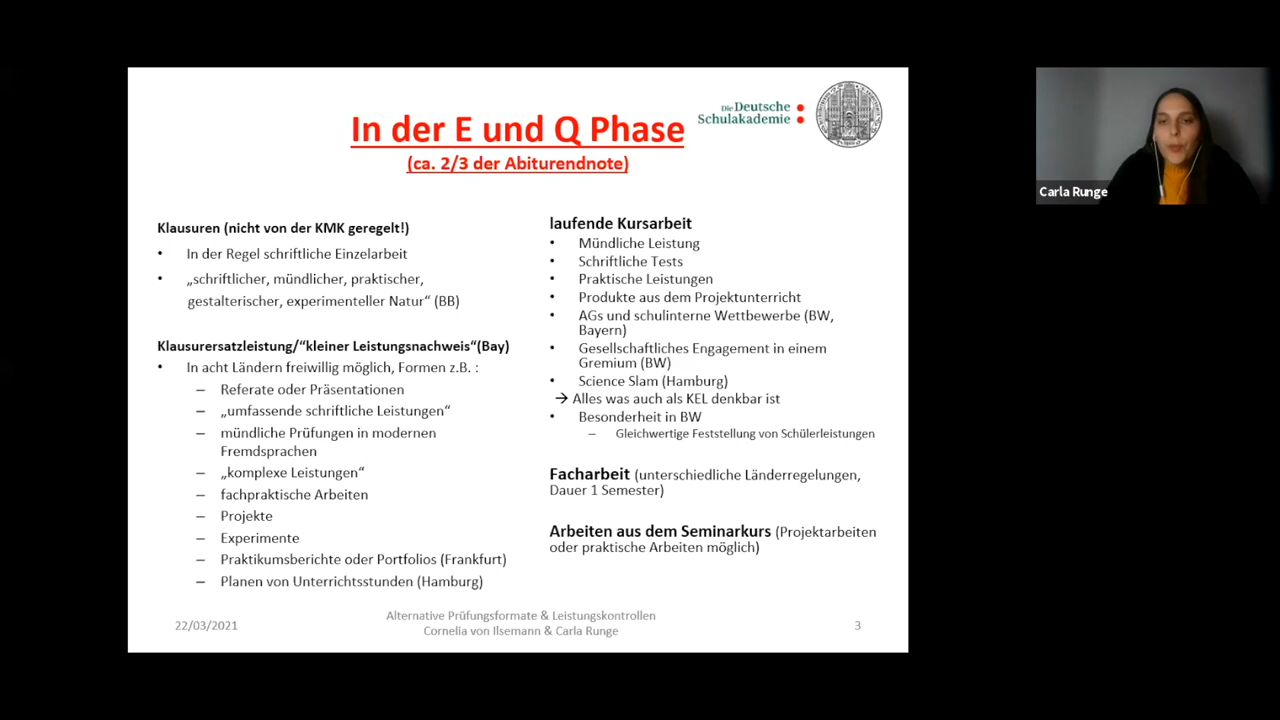 Die Deutsche
Schulakademie
In der E und Q Phase
(ca. 2/3 der Abiturendnote)
Klausuren (nicht von der KMK geregelt!)
• In der Regel schriftliche Einzelarbeit
• „schriftlicher, mündlicher, praktischer,
gestalterischer, experimenteller Natur“ (BB)
Klausurersatzleistung/“kleiner Leistungsnachweis“(Bay)
• In acht Ländern freiwillig möglich, Formen z.B. :
– Referate oder Präsentationen
– „umfassende schriftliche Leistungen“
– mündliche Prüfungen in modernen
Fremdsprachen
– „komplexe Leistungen“
– fachpraktische Arbeiten
– Projekte
– Experimente
– Praktikumsberichte oder Portfolios (Frankfurt)
– Planen von Unterrichtsstunden (Hamburg)
laufende Kursarbeit
• Mündliche Leistung
• Schriftliche Tests
• Praktische Leistungen
• Produkte aus dem Projektunterricht
• AGs und schulinterne Wettbewerbe (BW,
Bayern)
• Gesellschaftliches Engagement in einem
Gremium (BW)
• Science Slam (Hamburg)
→ Alles was auch als KEL denkbar ist
• Besonderheit in BW
– Gleichwertige Feststellung von Schülerleistungen
Facharbeit (unterschiedliche Länderregelungen,
Dauer 1 Semester)
Arbeiten aus dem Seminarkurs (Projektarbeiten
oder praktische Arbeiten möglich)
22/03/2021
Alternative Prüfungsformate & Leistungskontrollen
Cornelia von Ilsemann & Carla Runge
3
Carla Runge